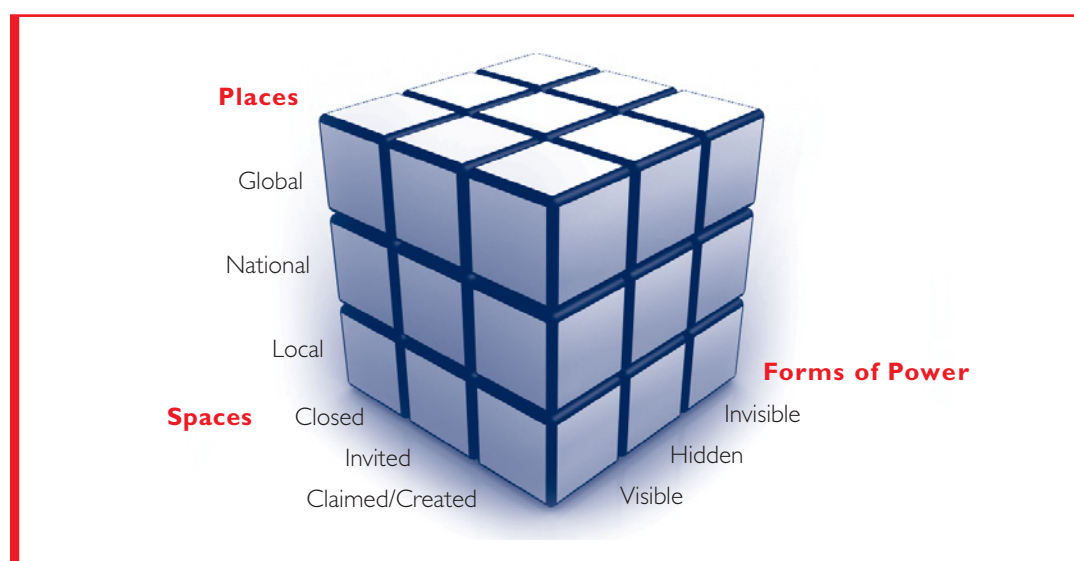 Places
Global
National
Local
Forms of Power
Spaces
Closed
Invisible
Invited
Hidden
Claimed/Created
Visible